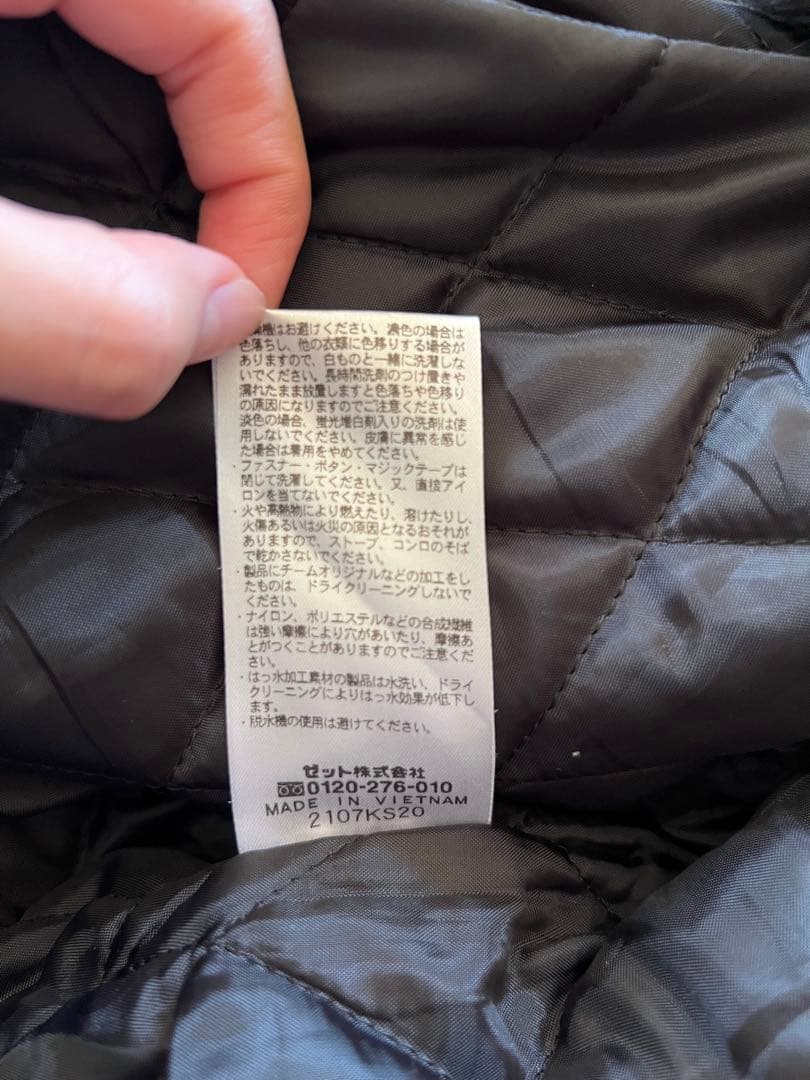 機はお避けください。濃色の場合は
色落ちし、他の衣類に色移りする場合が
ありますので、白ものと一緒に洗濯しな
いでください。長時間洗剤のつけ置きや
濡れたまま放置しますと色落ちや色移り
の原因になりますのでご注意ください。
淡色の場合、蛍光増白剤入りの洗剤は使
用しないでください。皮膚に異常を感じ
た場合は着用をやめてください。
・ファスナー・ボタン・マジックテープは
閉じて洗濯してください。又、直接アイ
ロンを当てないでください。
・火や高熱物により燃えたり、溶けたりし、
火傷あるいは火災の原因となるおそれが
ありますので、ストーブ、コンロのそば
で乾かさないでください。
・製品にチームオリジナルなどの加工をし
たものは、ドライクリーニングしないで
ください。
・ナイロン、ポリエステルなどの合成繊維
は強い摩擦により穴があいたり、摩擦あ
とがつくことがありますのでご注意くだ
さい。
・はっ水加工素材の製品は水洗い、ドライ
クリーニングによりはっ水効果が低下し
ます。
・脱水機の使用は避けてください。
ゼット株式会社
0120-276-010
MADE IN VIETNAM
2107KS20